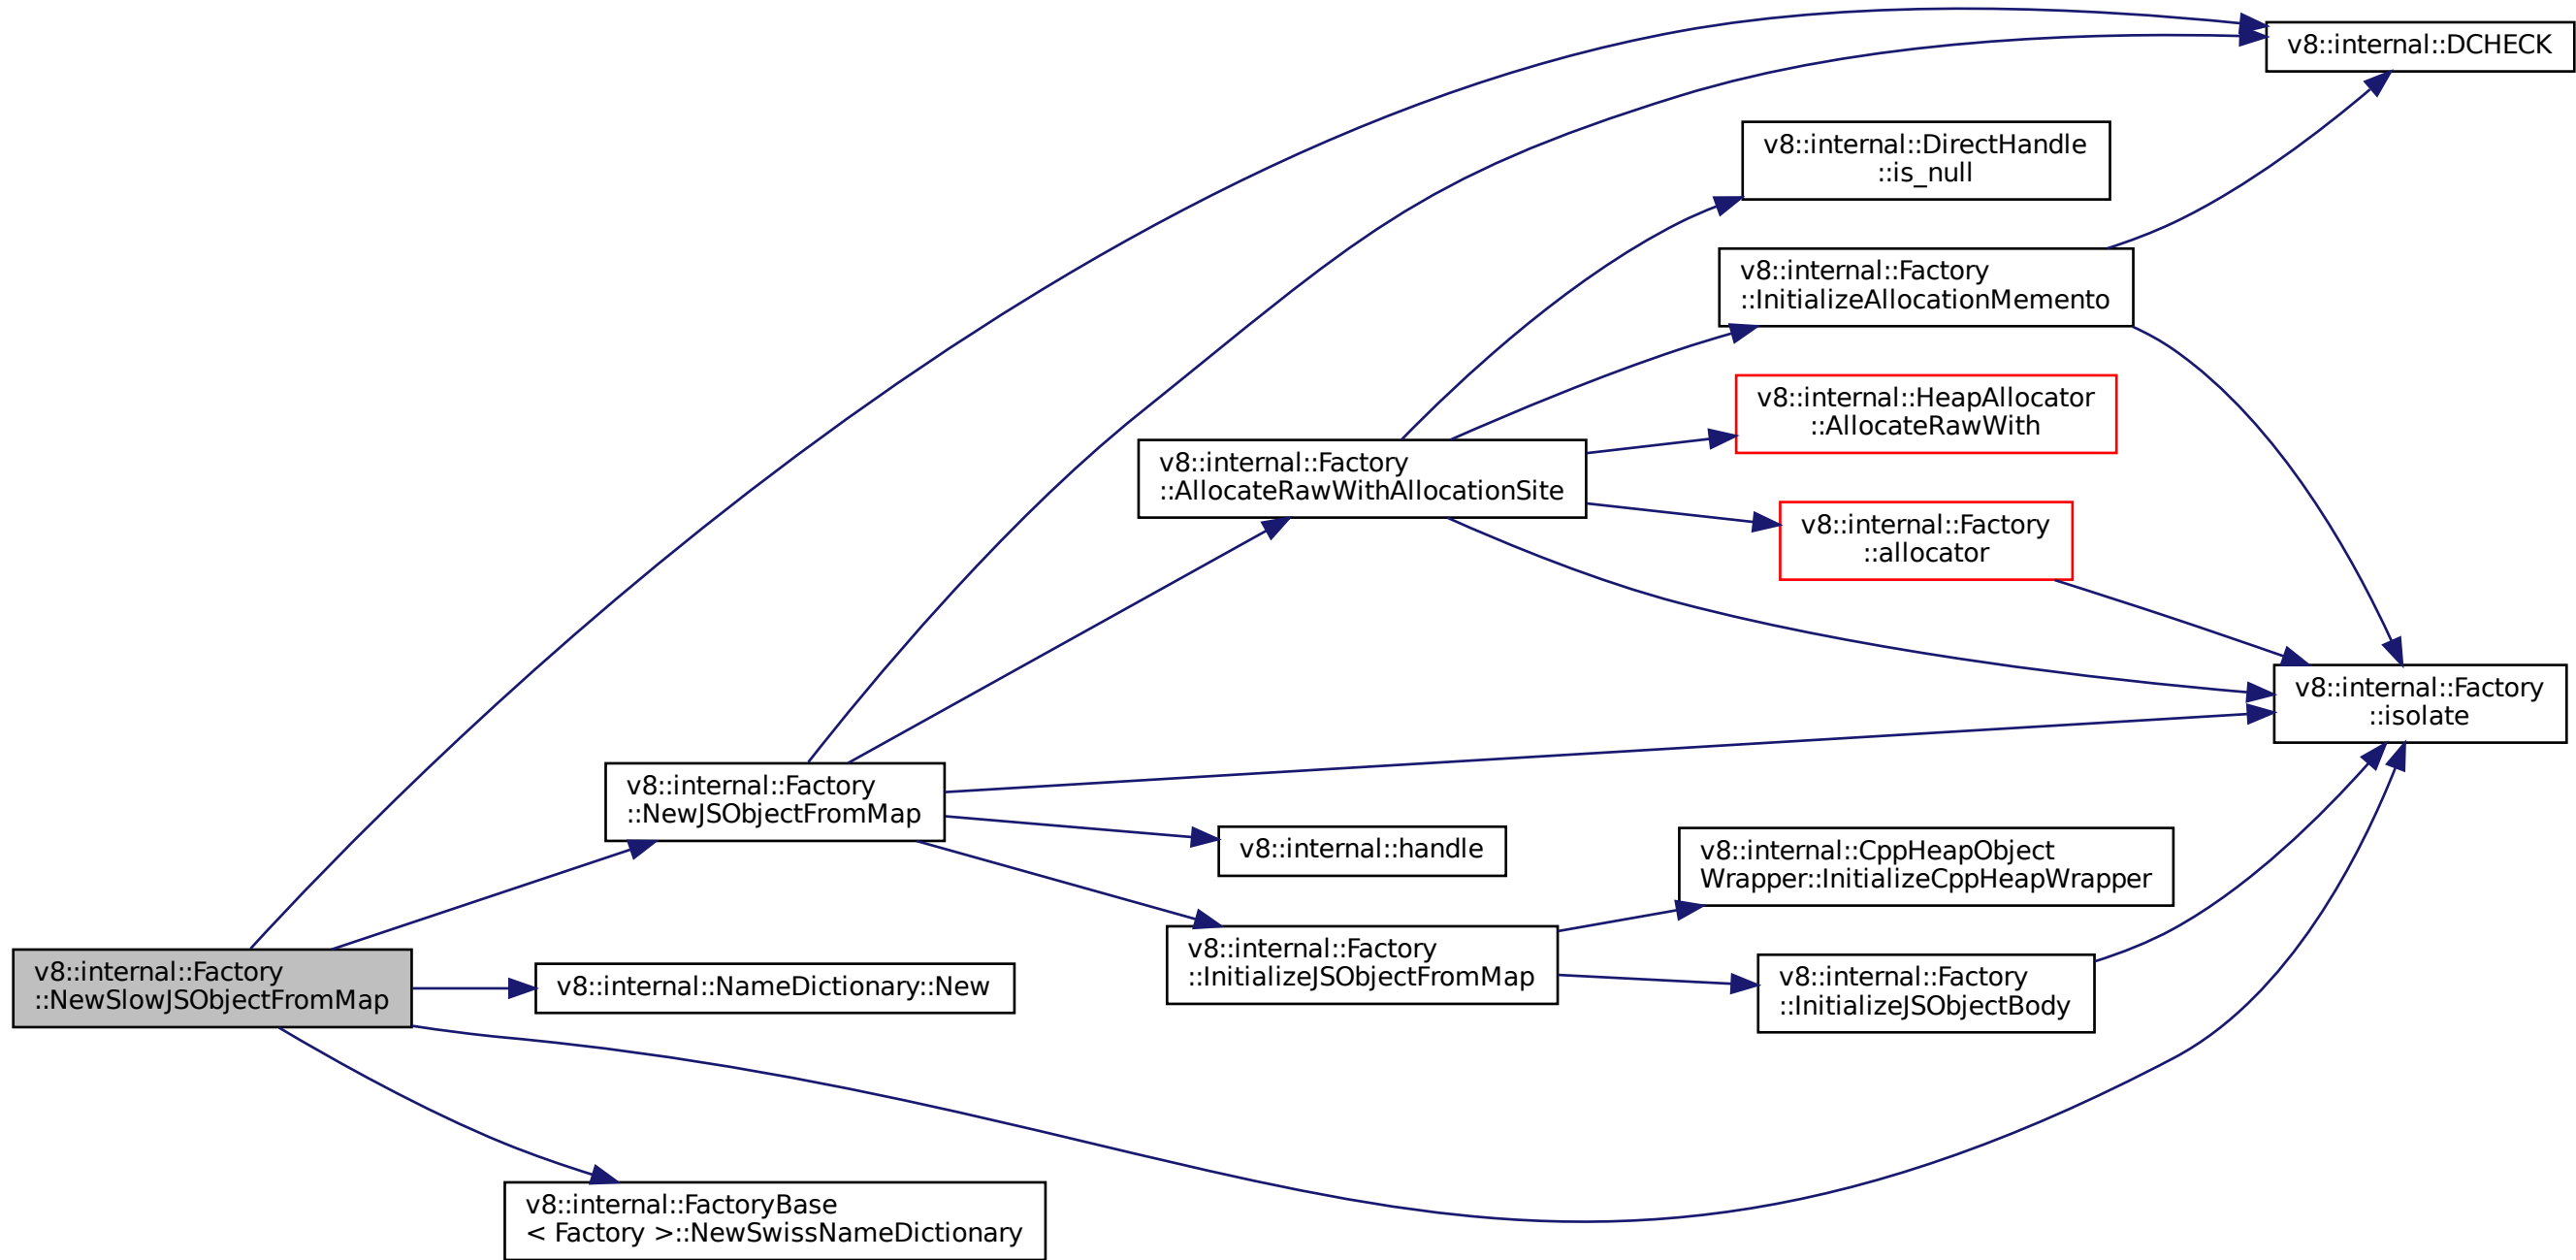 v8::internal::DCHECK
v8::internal::DirectHandle
::is_null
v8::internal::Factory
::InitializeAllocationMemento
v8::internal::HeapAllocator
::AllocateRawWith
v8::internal::Factory
::AllocateRawWithAllocationSite
v8::internal::Factory
::allocator
v8::internal::Factory
::isolate
v8::internal::Factory
::NewJSObjectFromMap
v8::internal::handle
v8::internal::CppHeapObject
Wrapper::InitializeCppHeapWrapper
v8::internal::Factory
::InitializeJSObjectFromMap
v8::internal::Factory
::InitializeJSObjectBody
v8::internal::Factory
::NewSlowJSObjectFromMap
v8::internal::NameDictionary::New
v8::internal::FactoryBase
< Factory >::NewSwissNameDictionary